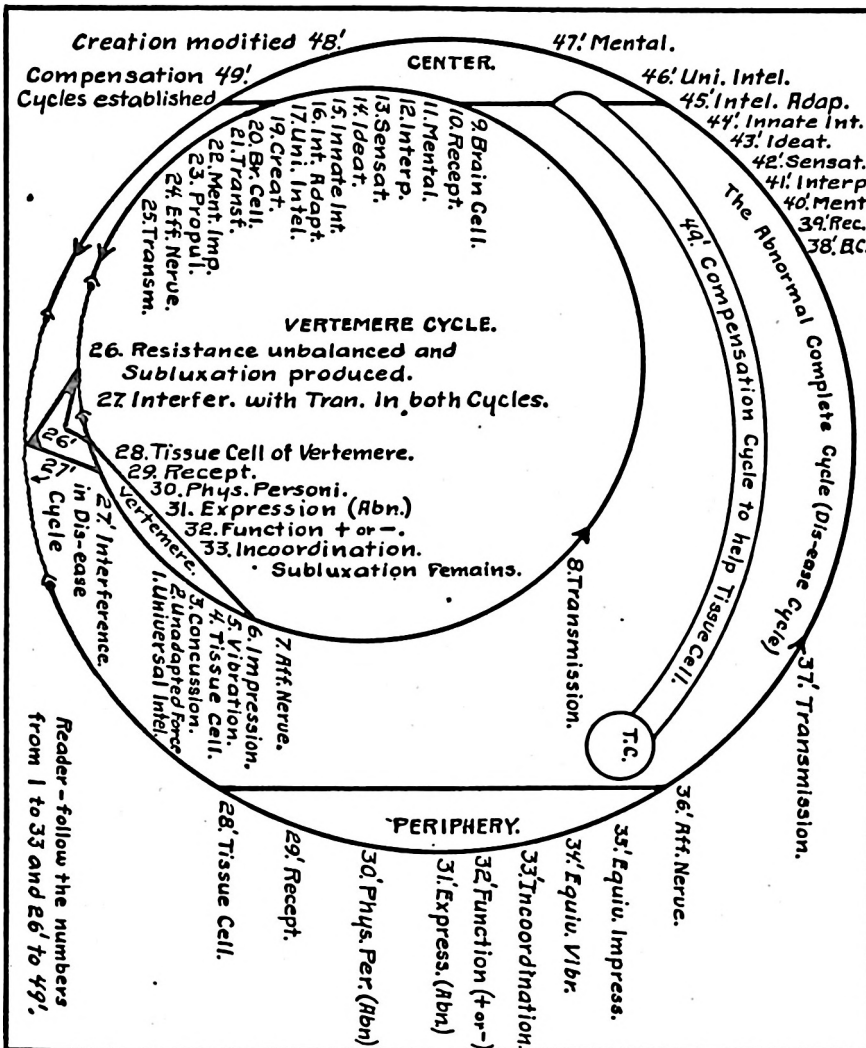 Creation modified 48'.
Compensation 49'.
Cycles established
CENTER.
47.' Mental.
46.' Uni. Intel.
45.' Intel. Adap.
44.' Innate Int.
43.' Ideat.
42.' Sensat.
41.' Interp
40.' Ment
39.' Rec.
38.' B.C.
25. Transm.
24. Eff. Nerve.
23. Propul.
22. Ment. Imp.
21. Transf.
20. Br. Cell.
19. Creat.
17. Uni. Intel.
16. Int. Adapt.
15. Innate Int.
14. Ideat.
13. Sensat.
12. Interp.
11. Mental.
10. Recept.
9. Brain Cell.
The Abnormal Complete Cycle (Dis-ease Cycle)
49.' Compensation Cycle to help Tissue Cell.
T.C.
VERTEMERE CYCLE.
26. Resistance unbalanced and
Subluxation produced.
27. Interfer. with Tran. In both Cycles.
28. Tissue Cell of Vertemere.
29. Recept.
30. Phys. Personi.
31. Expression (Abn.)
32. Function + or -.
33. Incoordination.
Subluxation Remains.
26'
27'
Vertemere.
27.' Interference
in Dis-ease
Cycle
1. Universal Intel.
2. Unadapted Force
3. Concussion.
4. Tissue Cell.
5. Vibration.
6. Impression.
7. Aff. Nerve.
8. Transmission.
37.' Transmission.
PERIPHERY.
28.' Tissue Cell.
29.' Recept.
30.' Phys. Per. (Abn)
31.' Express. (Abn)
32.' Function (+ or -)
33.' Incoordination.
34.' Equiv. Vibr.
35.' Equiv. Impress.
36.' Aff. Nerve.
Reader - follow the numbers
from 1 to 33 and 26' to 49'.